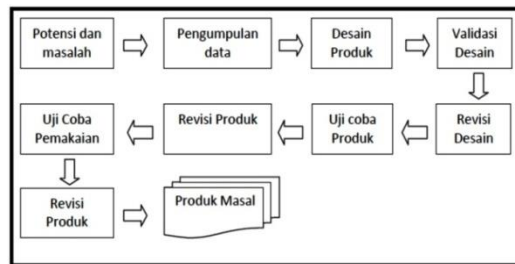 Potensi dan
masalah
Pengumpulan
data
Desain
Produk
Validasi
Desain
Revisi
Desain
Uji coba
Produk
Revisi Produk
Uji Coba
Pemakaian
Revisi
Produk
Produk Masal